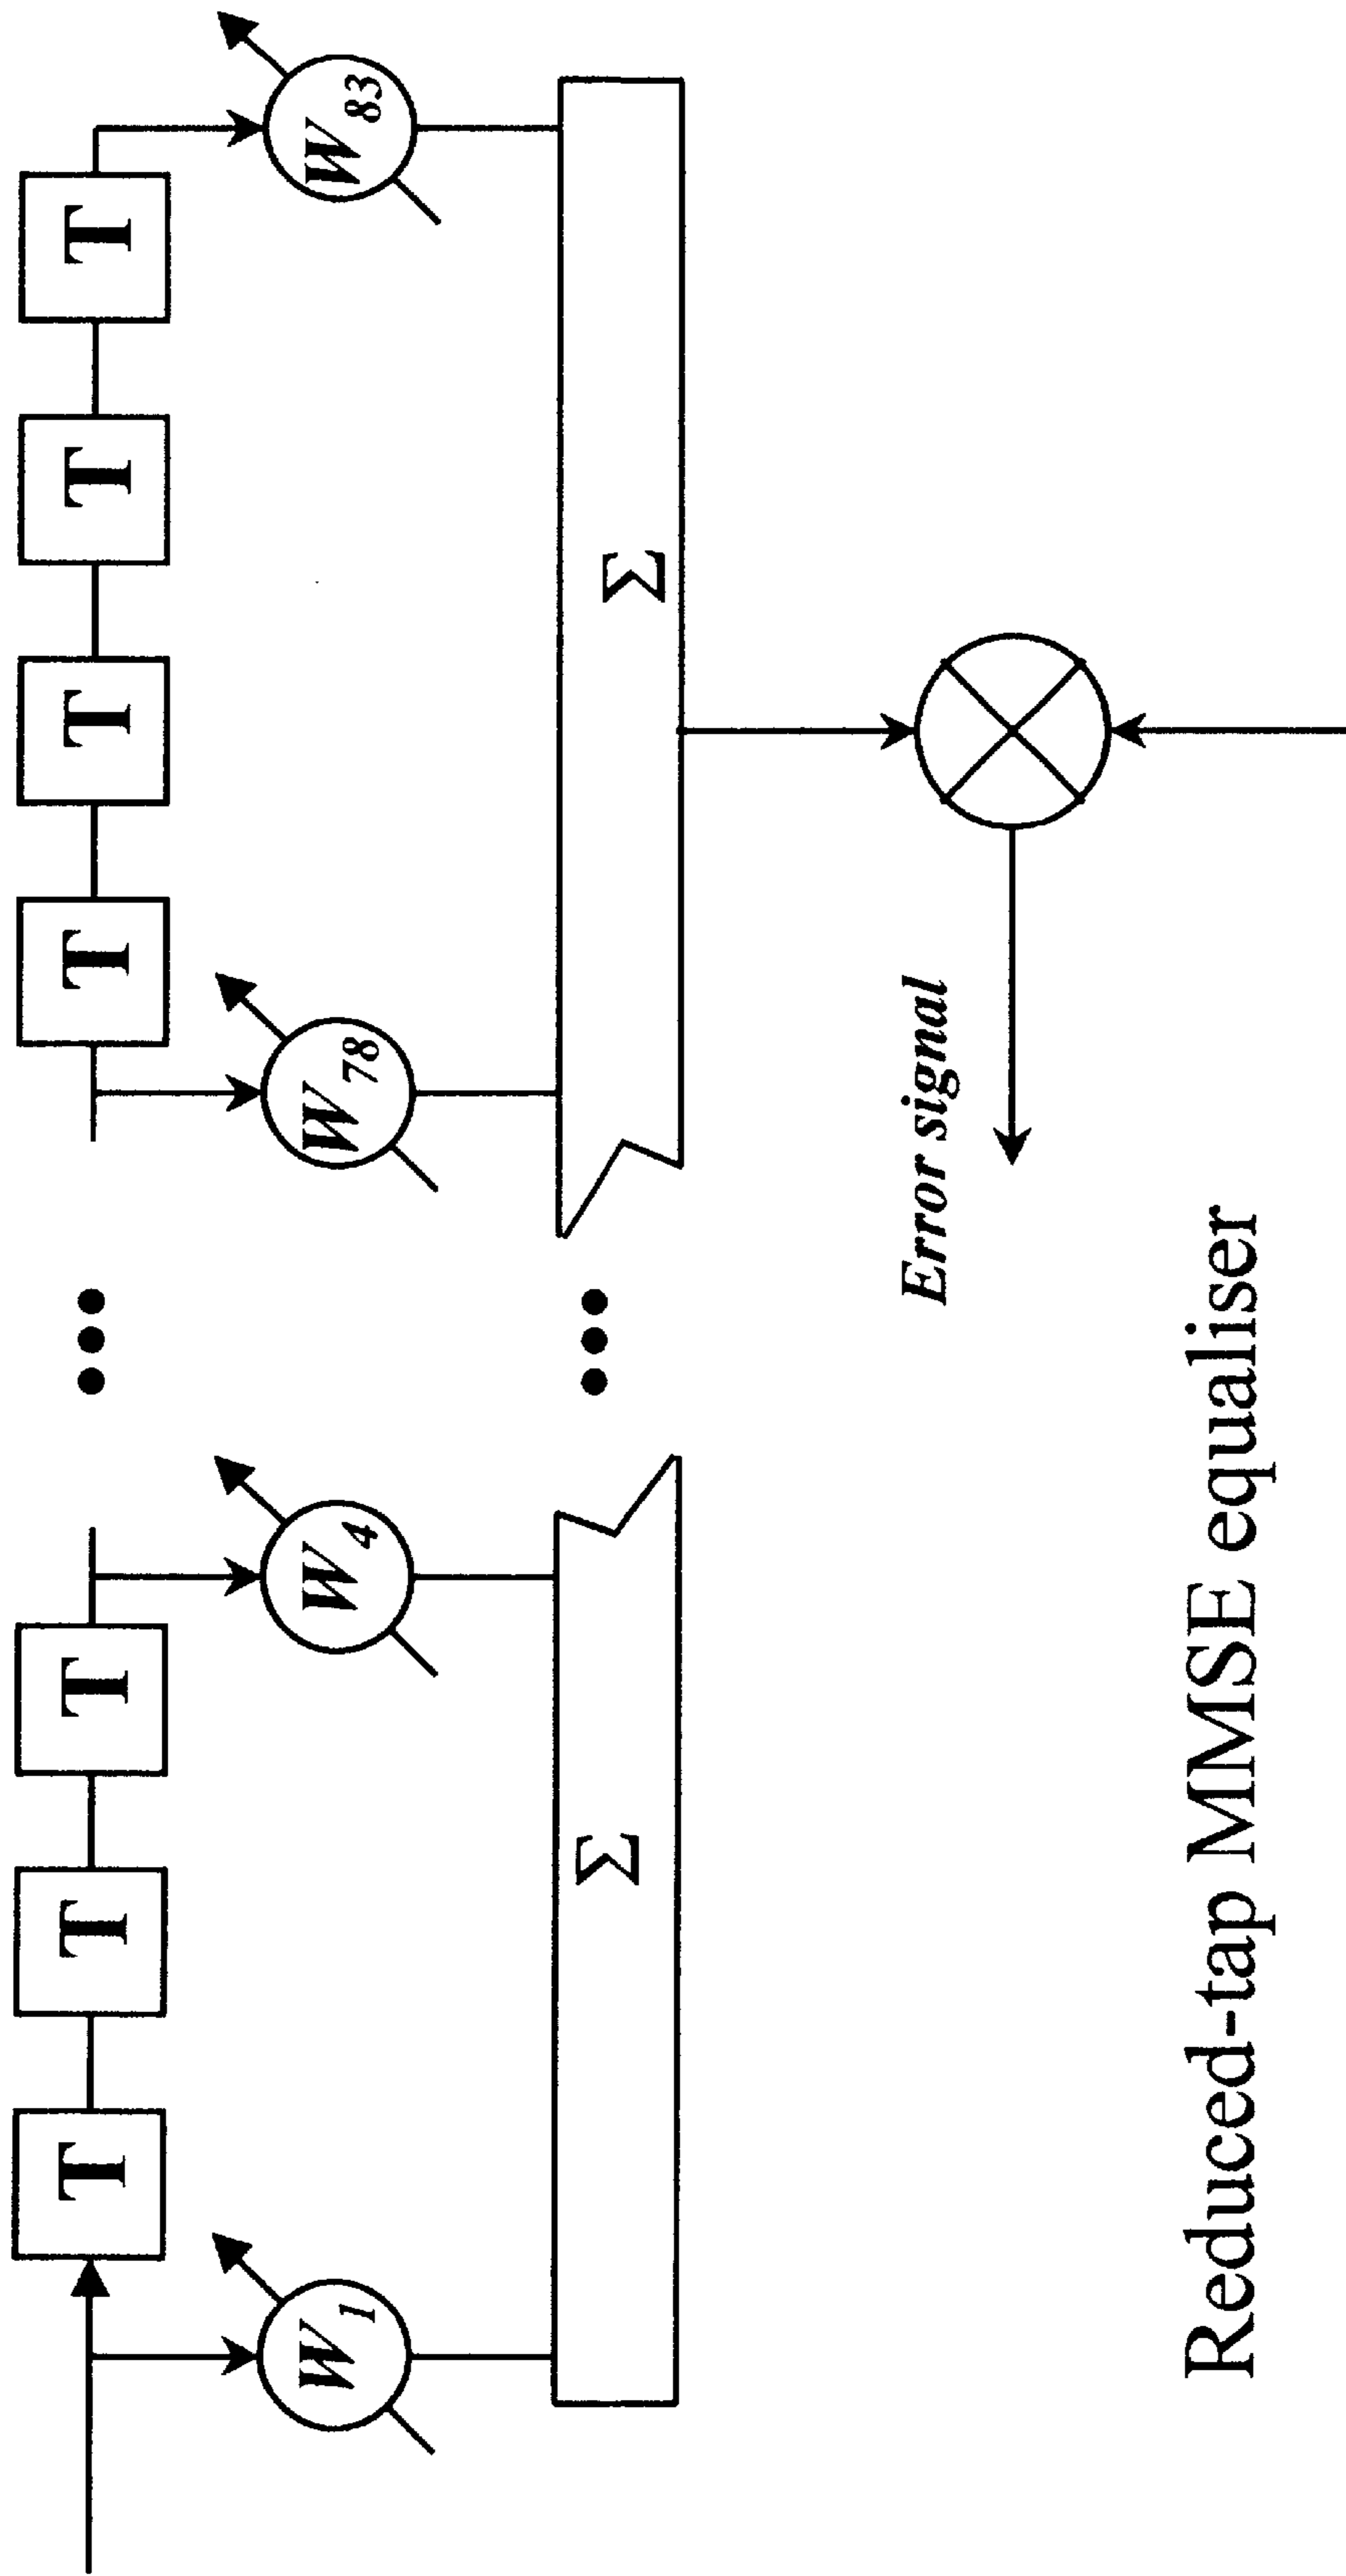 T T T T T T T
W1 W4 W78 W83
Σ Σ
Error signal
Reduced-tap MMSE equaliser